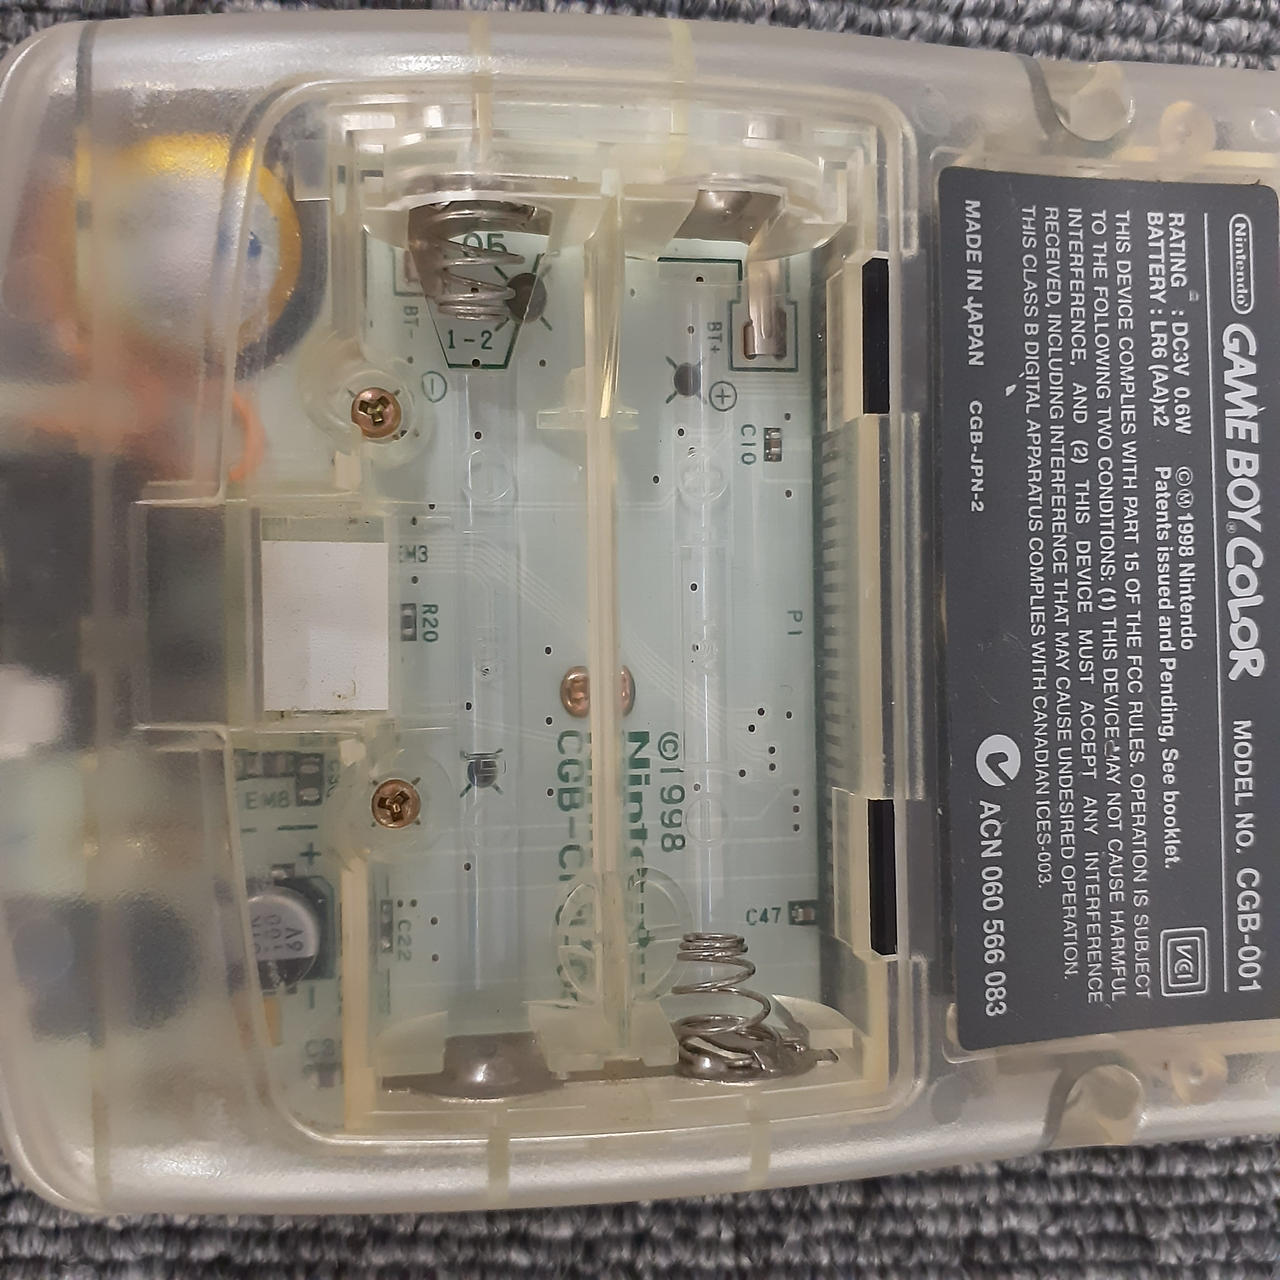 Nintendo GAME BOY COLOR MODEL NO. CGB-001
RATING : DC3V 0.6W ©Ⓜ 1998 Nintendo
BATTERY : LR6 (AA)x2 Patents issued and Pending, See booklet.
VCI
THIS DEVICE COMPLIES WITH PART 15 OF THE FCC RULES. OPERATION IS SUBJECT
TO THE FOLLOWING TWO CONDITIONS: (1) THIS DEVICE MAY NOT CAUSE HARMFUL
INTERFERENCE, AND (2) THIS DEVICE MUST ACCEPT ANY INTERFERENCE
RECEIVED, INCLUDING INTERFERENCE THAT MAY CAUSE UNDESIRED OPERATION.
THIS CLASS B DIGITAL APPARATUS COMPLIES WITH CANADIAN ICES-003.
MADE IN JAPAN CGB-JPN-2
ACN 060 566 083
P1
C47
C10
BT+
+
©1998
Nintendo
05
1-2
BT-
-
EM3
R20
C22
EM8
+
-